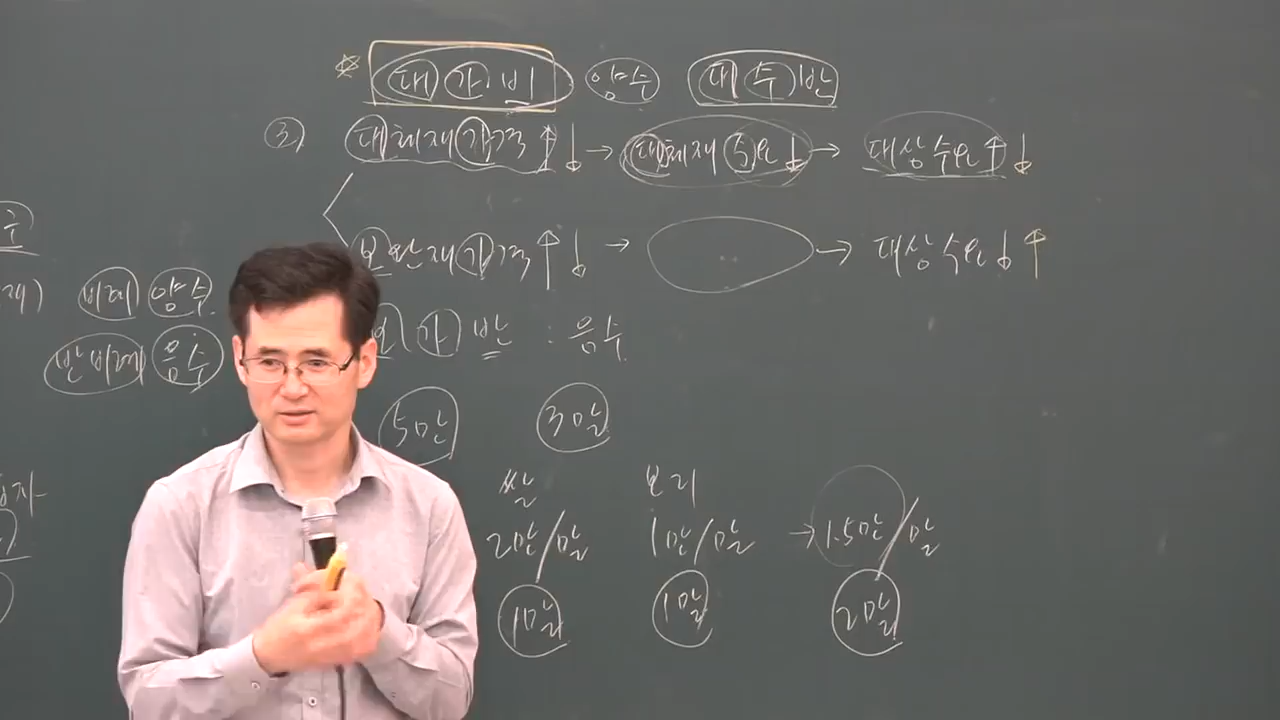 ☆ 대 가 비 양수 대 수 반
③ 대체재 가격 ↑ ↓ → 대체재 수요 ↓ → 대상 수요 ↑ ↓
보완재 가격 ↑ ↓ → → 대상 수요 ↓ ↑
가 반 : 음수
비례 양수
반비례 음수
5만 3만
쌀 보리
2만/말 1만/말 → 1.5만/말
1말 1말 2말